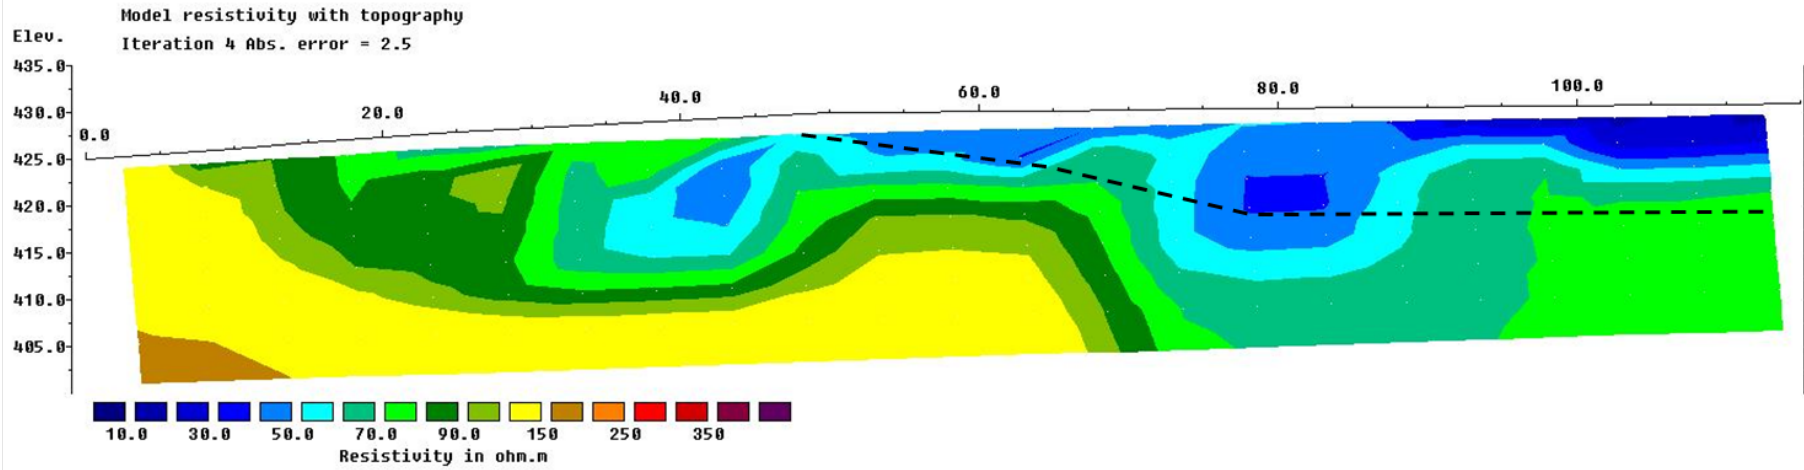 Model resistivity with topography
Elev.
Iteration 4 Abs. error = 2.5
435.0
430.0
425.0
420.0
415.0
410.0
405.0
0.0 20.0 40.0 60.0 80.0 100.0
10.0 30.0 50.0 70.0 90.0 150 250 350
Resistivity in ohm.m